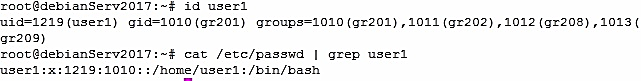 root@debianServ2017:~# id user1
uid=1219(user1) gid=1010(gr201) groups=1010(gr201),1011(gr202),1012(gr208),1013(
gr209)
root@debianServ2017:~# cat /etc/passwd | grep user1
user1:x:1219:1010::/home/user1:/bin/bash